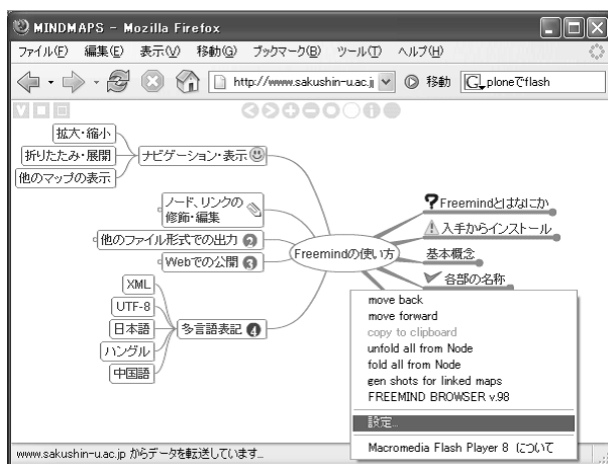 MINDMAPS - Mozilla Firefox
ファイル(F) 編集(E) 表示(V) 移動(G) ブックマーク(B) ツール(T) ヘルプ(H)
http://www.sakushin-u.ac.j 移動 G ploneでflash
拡大・縮小
折りたたみ・展開
他のマップの表示
ナビゲーション・表示
ノード、リンクの
修飾・編集
他のファイル形式での出力 2
Webでの公開 3
XML
UTF-8
日本語
ハングル
中国語
多言語表記 4
Freemindの使い方
?Freemindとはなにか
入手からインストール
基本概念
各部の名称
move back
move forward
copy to clipboard
unfold all from Node
fold all from Node
gen shots for linked maps
FREEMIND BROWSER v.98
設定...
Macromedia Flash Player 8 について
www.sakushin-u.ac.jp からデータを転送しています...